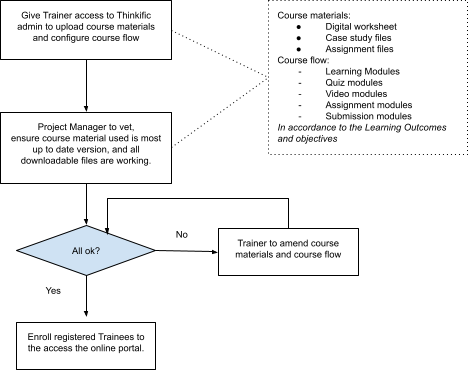 Give Trainer access to Thinkific
admin to upload course materials
and configure course flow
Course materials:
● Digital worksheet
● Case study files
● Assignment files
Course flow:
- Learning Modules
- Quiz modules
- Video modules
- Assignment modules
- Submission modules
In accordance to the Learning Outcomes
and objectives
Project Manager to vet,
ensure course material used is most
up to date version, and all
downloadable files are working.
All ok?
No
Trainer to amend course
materials and course flow
Yes
Enroll registered Trainees to
the access the online portal.